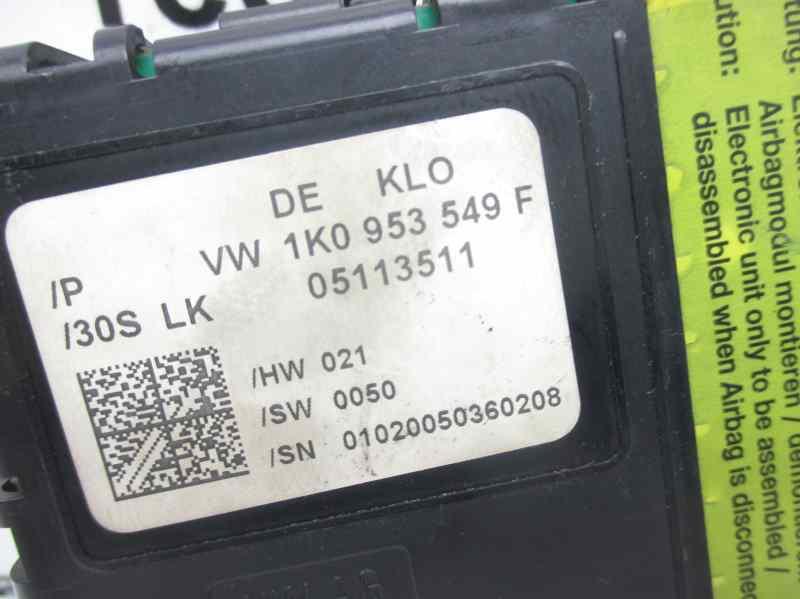 DE KLO
/P VW 1K0 953 549 F
/30S LK 05113511
/HW 021
/SW 0050
/SN 01020050360208
ution:
Airbagmodul montieren /
Electronic unit only to be assembled /
disassembled when Airbag is